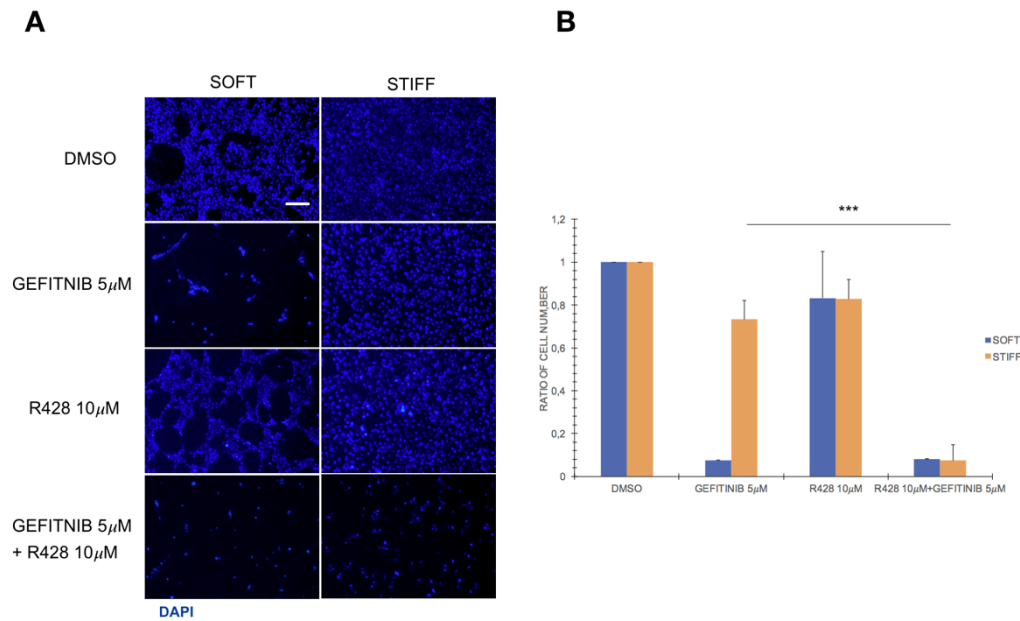 A
SOFT
STIFF
DMSO
GEFITNIB 5μM
R428 10μM
GEFITNIB 5μM
+ R428 10μM
DAPI
B
***
1,2
1
0,8
0,6
0,4
0,2
0
RATIO OF CELL NUM,BER
DMSO
GEFITINIB 5μM
R428 10μM
R428 10μM+GEFITINIB 5μM
SOFT
STIFF